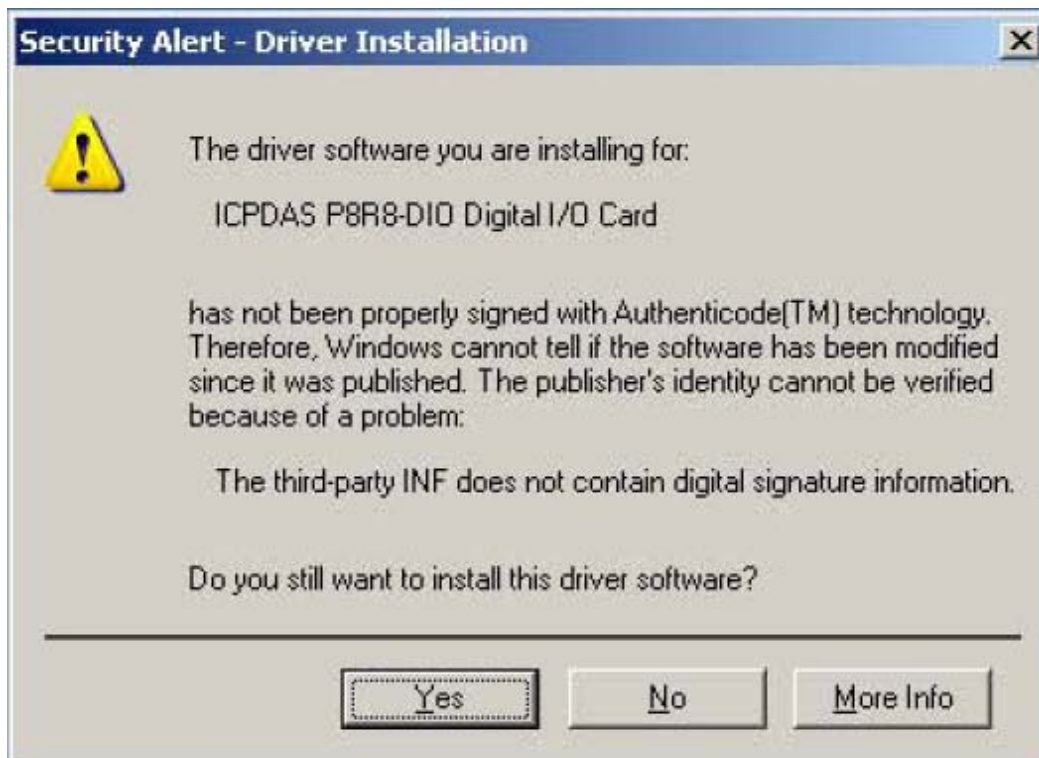 Security Alert - Driver Installation
The driver software you are installing for:
ICPDAS P8R8-DIO Digital I/O Card
has not been properly signed with Authenticode(TM) technology.
Therefore, Windows cannot tell if the software has been modified
since it was published. The publisher's identity cannot be verified
because of a problem:
The third-party INF does not contain digital signature information.
Do you still want to install this driver software?
Yes No More Info